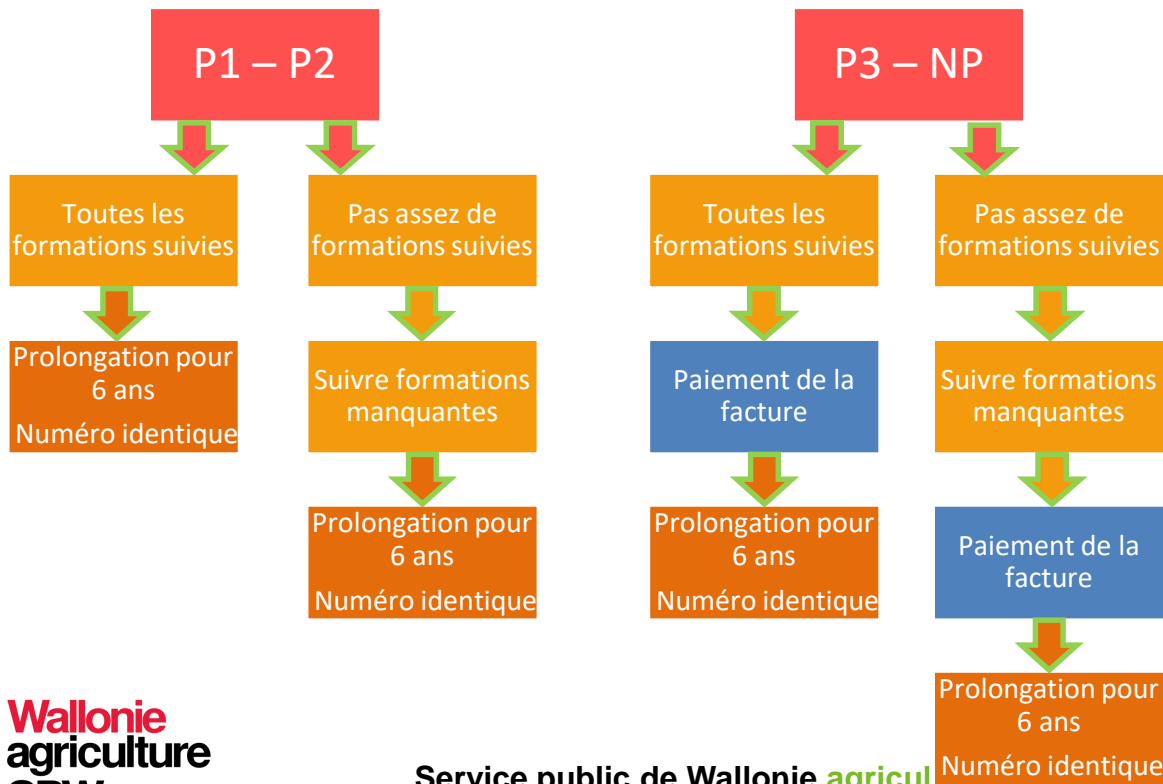 P1 – P2
Toutes les
formations suivies
Prolongation pour
6 ans
Numéro identique
Pas assez de
formations suivies
Suivre formations
manquantes
Prolongation pour
6 ans
Numéro identique
P3 – NP
Toutes les
formations suivies
Paiement de la
facture
Prolongation pour
6 ans
Numéro identique
Pas assez de
formations suivies
Suivre formations
manquantes
Paiement de la
facture
Prolongation pour
6 ans
Numéro identique
Wallonie
agriculture
SPW
Service public de Wallonie agricul